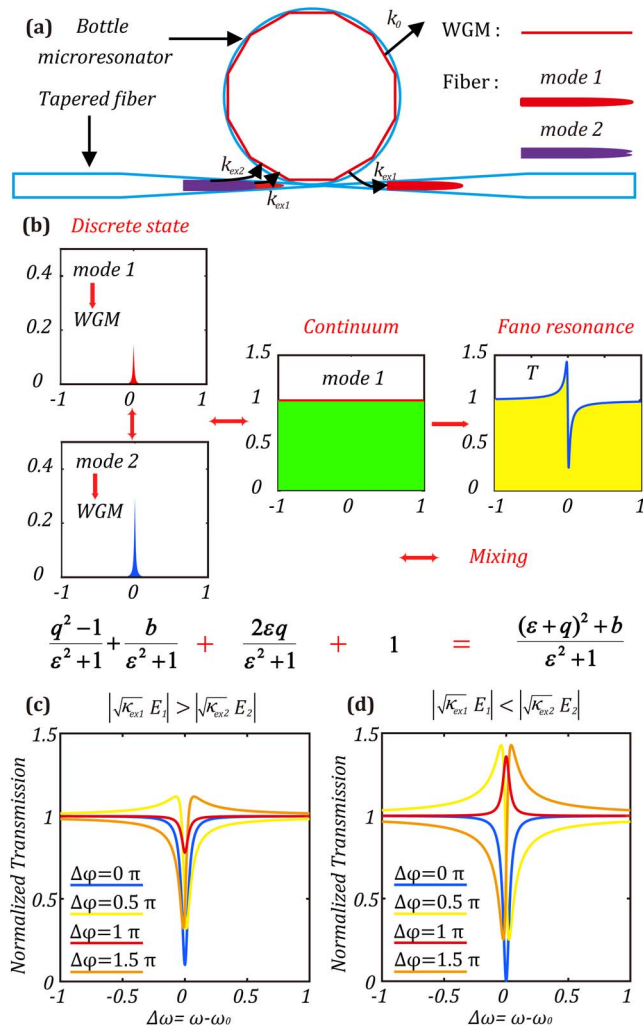 (a)
Bottle
microresonator
Tapered fiber
k₀
WGM :
Fiber :
mode 1
mode 2
kₑₓ₂
kₑₓ₁
kₑₓ₁
(b)
Discrete state
0.4
0.2
0
mode 1
WGM
-1 0 1
0.4
0.2
0
mode 2
WGM
-1 0 1
Continuum
1.5
1
0.5
0
mode 1
-1 0 1
Fano resonance
1.5
1
0.5
0
T
-1 0 1
Mixing
(q²−1)/(ε²+1) + b/(ε²+1) + 2εq/(ε²+1) + 1 = ((ε+q)²+b)/(ε²+1)
(c)
|√κₑₓ₁ E₁| > |√κₑₓ₂ E₂|
Normalized Transmission
1.5
1
0.5
0
Δφ=0 π
Δφ=0.5 π
Δφ=1 π
Δφ=1.5 π
-1 -0.5 0 0.5 1
Δω= ω-ω₀
(d)
|√κₑₓ₁ E₁| < |√κₑₓ₂ E₂|
Normalized Transmission
1.5
1
0.5
0
Δφ=0 π
Δφ=0.5 π
Δφ=1 π
Δφ=1.5 π
-1 -0.5 0 0.5 1
Δω= ω-ω₀